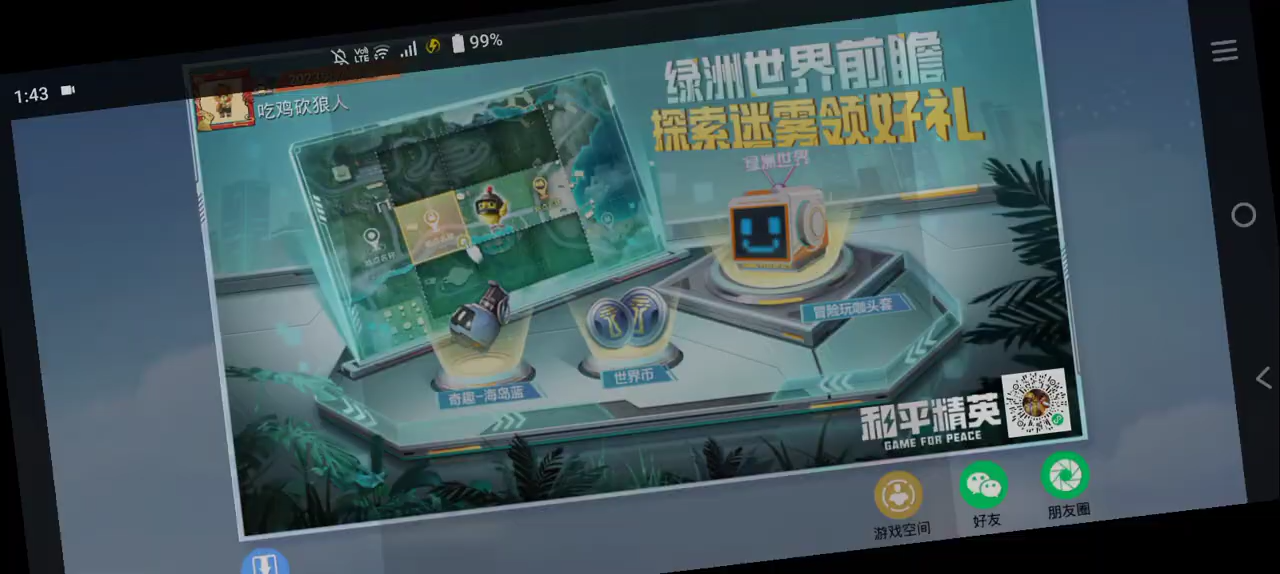 1:43
VoLTE
99%
吃鸡砍狼人
绿洲世界前瞻
探索迷雾领好礼
绿洲世界
冒险玩咖头套
世界币
奇趣-海岛蓝
和平精英
GAME FOR PEACE
游戏空间
好友
朋友圈